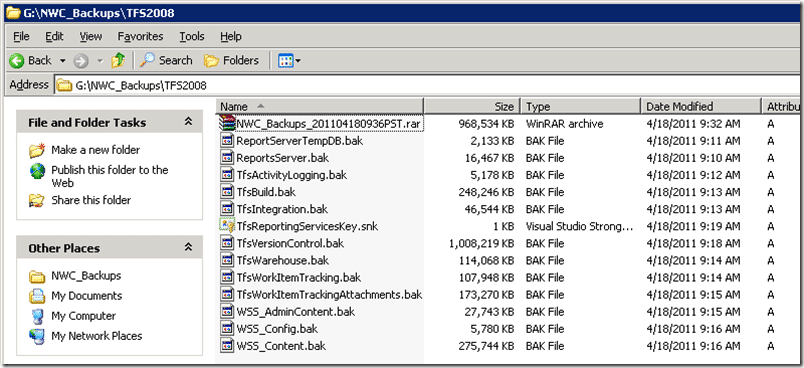 G:\NWC_Backups\TFS2008
File Edit View Favorites Tools Help
Back Search Folders
Address G:\NWC_Backups\TFS2008
File and Folder Tasks
Make a new folder
Publish this folder to the
Web
Share this folder
Other Places
NWC_Backups
My Documents
My Computer
My Network Places
Name Size Type Date Modified Attribu
NWC_Backups_201104180936PST.rar 968,534 KB WinRAR archive 4/18/2011 9:32 AM A
ReportServerTempDB.bak 2,133 KB BAK File 4/18/2011 9:11 AM A
ReportsServer.bak 16,467 KB BAK File 4/18/2011 9:10 AM A
TfsActivityLogging.bak 5,178 KB BAK File 4/18/2011 9:12 AM A
TfsBuild.bak 248,246 KB BAK File 4/18/2011 9:13 AM A
TfsIntegration.bak 46,544 KB BAK File 4/18/2011 9:13 AM A
TfsReportingServicesKey.snk 1 KB Visual Studio Strong... 4/18/2011 9:19 AM A
TfsVersionControl.bak 1,008,219 KB BAK File 4/18/2011 9:18 AM A
TfsWarehouse.bak 114,068 KB BAK File 4/18/2011 9:14 AM A
TfsWorkItemTracking.bak 107,948 KB BAK File 4/18/2011 9:14 AM A
TfsWorkItemTrackingAttachments.bak 173,270 KB BAK File 4/18/2011 9:15 AM A
WSS_AdminContent.bak 27,743 KB BAK File 4/18/2011 9:15 AM A
WSS_Config.bak 5,780 KB BAK File 4/18/2011 9:16 AM A
WSS_Content.bak 275,744 KB BAK File 4/18/2011 9:16 AM A